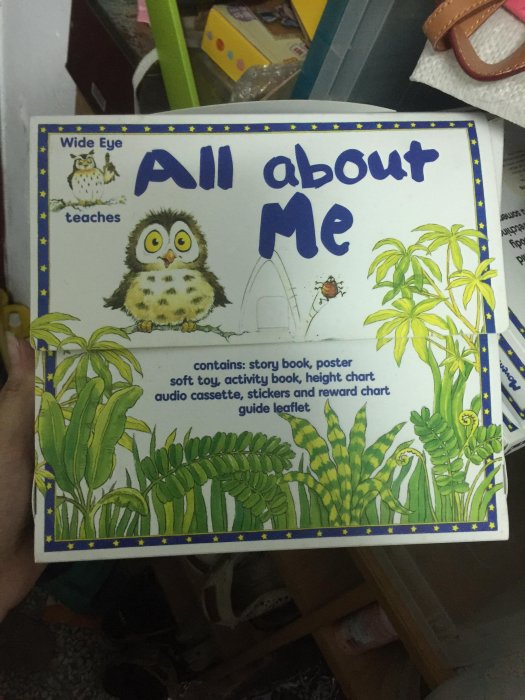 Wide Eye
teaches
All about
Me
contains: story book, poster
soft toy, activity book, height chart
audio cassette, stickers and reward chart
guide leaflet